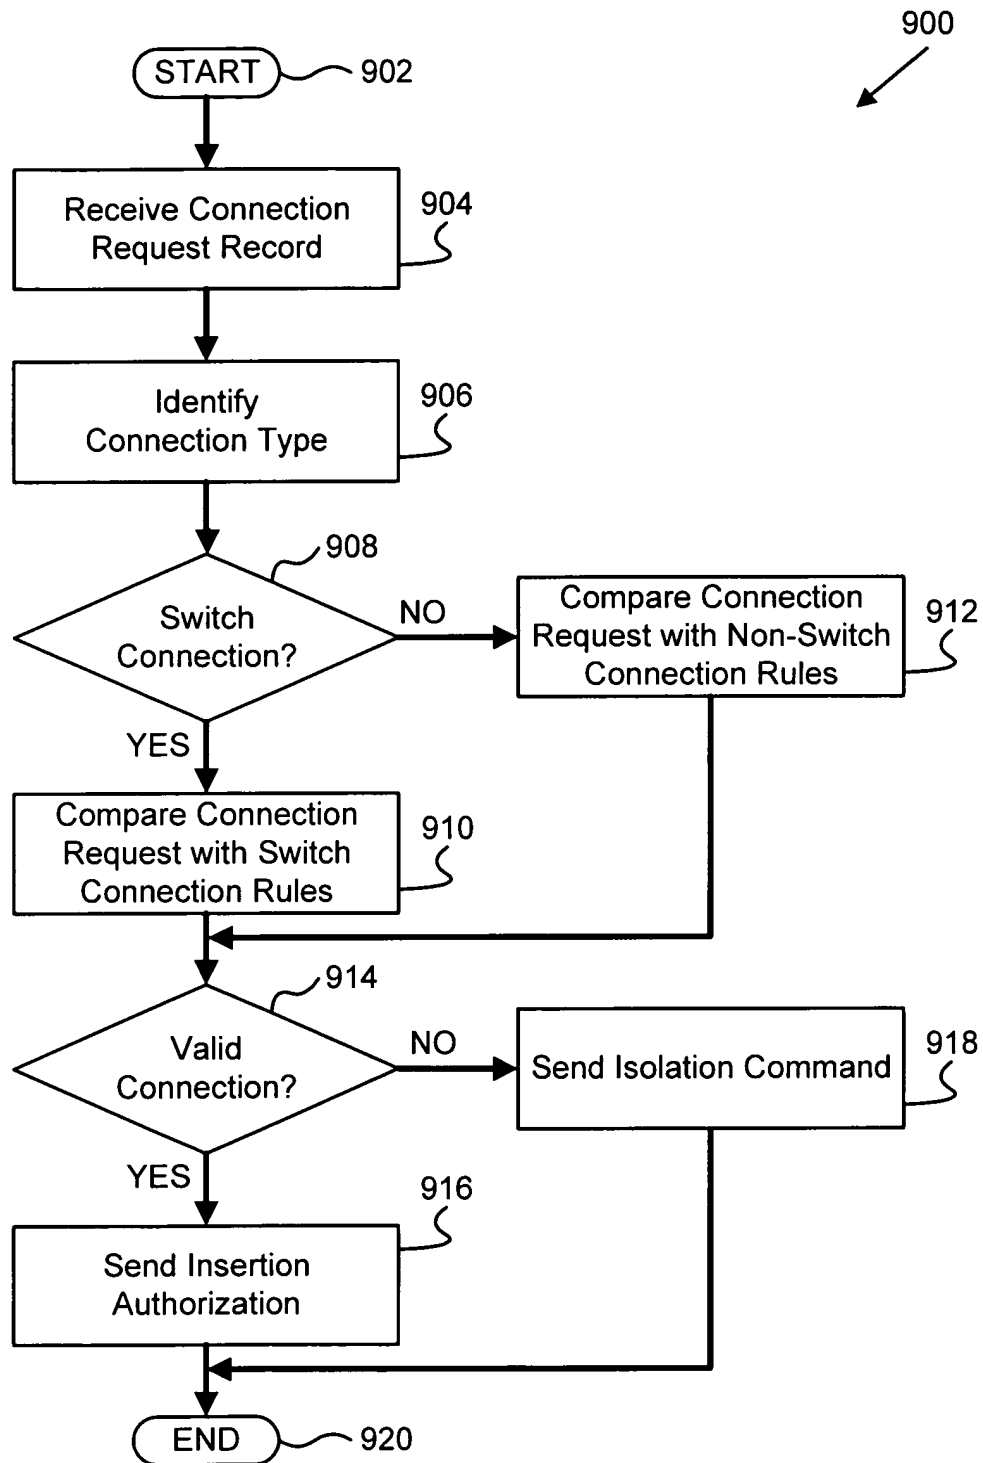 900
START
902
Receive Connection
Request Record
904
Identify
Connection Type
906
908
Switch
Connection?
NO
Compare Connection
Request with Non-Switch
Connection Rules
912
YES
Compare Connection
Request with Switch
Connection Rules
910
914
Valid
Connection?
NO
Send Isolation Command
918
YES
916
Send Insertion
Authorization
END
920